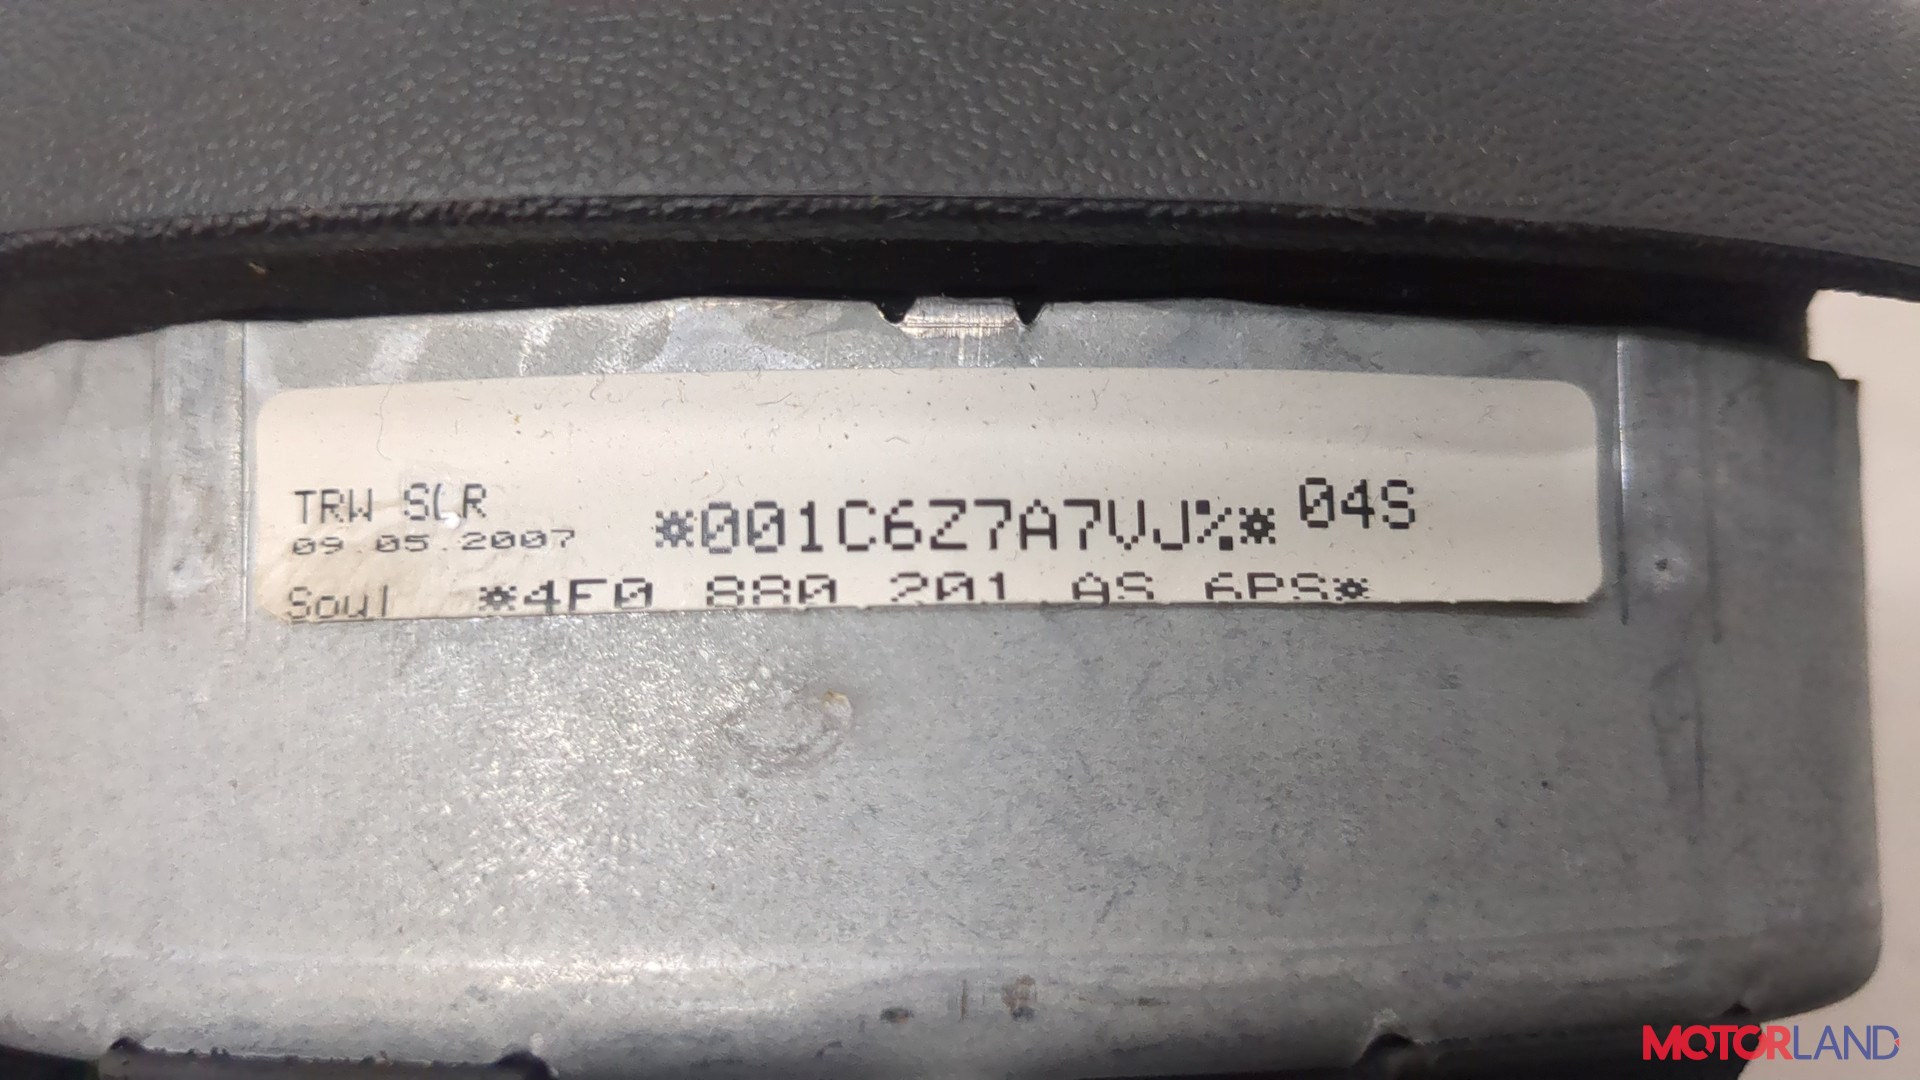 TRW SLR
09.05.2007
*001C6Z7A7VJ%* 04S
Soul *4F0 880 201 AS 6PS*
MOTORLAND